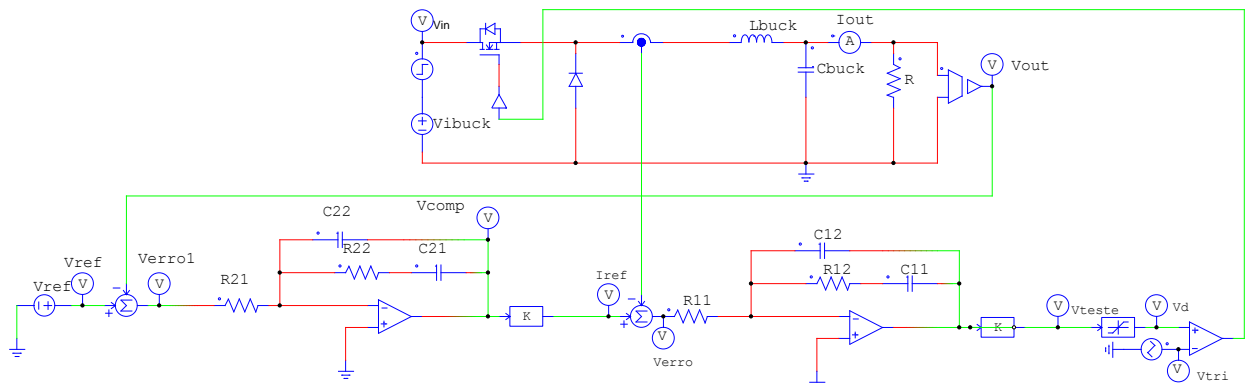 V Vin
Lbuck
Iout
A
Cbuck
R
V
Vout
Vibuck
C22
Vcomp
V
R22
C21
Vref
Vref
V
Verro1
V
R21
Iref
V
K
R11
Verro
V
C12
R12
C11
K
V
Vteste
V
Vd
V
Vtri